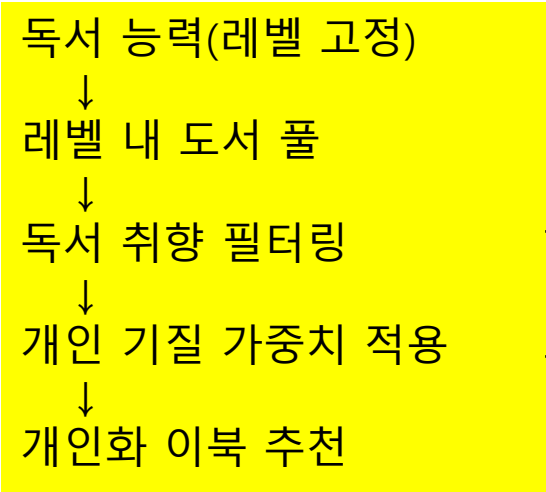 독서 능력(레벨 고정)
↓
레벨 내 도서 풀
↓
독서 취향 필터링
↓
개인 기질 가중치 적용
↓
개인화 이북 추천